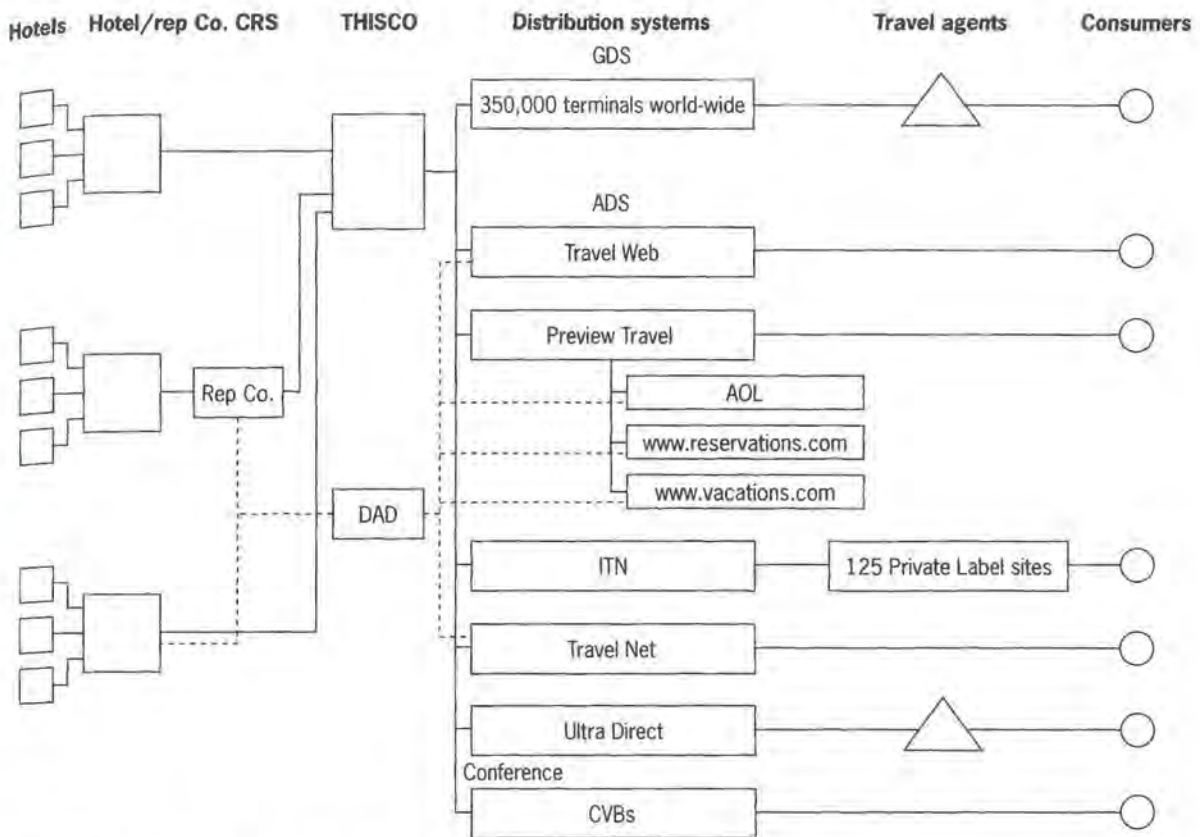 Hotels Hotel/rep Co. CRS THISCO Distribution systems Travel agents Consumers
GDS
350,000 terminals world-wide
ADS
Travel Web
Preview Travel
Rep Co.
AOL
www.reservations.com
www.vacations.com
DAD
ITN
125 Private Label sites
Travel Net
Ultra Direct
Conference
CVBs